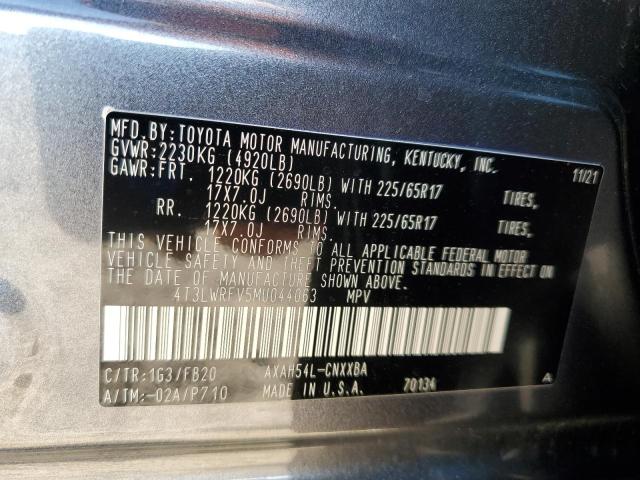 MFD.BY:TOYOTA MOTOR MANUFACTURING, KENTUCKY, INC.
GVWR:2230KG (4920LB) 11/21
GAWR:FRT. 1220KG (2690LB) WITH 225/65R17 TIRES,
17X7.0J RIMS.
RR. 1220KG (2690LB) WITH 225/65R17 TIRES,
17X7.0J RIMS.
THIS VEHICLE CONFORMS TO ALL APPLICABLE FEDERAL MOTOR
VEHICLE SAFETY AND THEFT PREVENTION STANDARDS IN EFFECT ON
THE DATE OF MANUFACTURE SHOWN ABOVE.
4T3LWRFV5MU044063 MPV
C/TR:1G3/FB20 AXAH54L-CNXXBA
A/TM:-02A/P710 MADE IN U.S.A. 70134 A